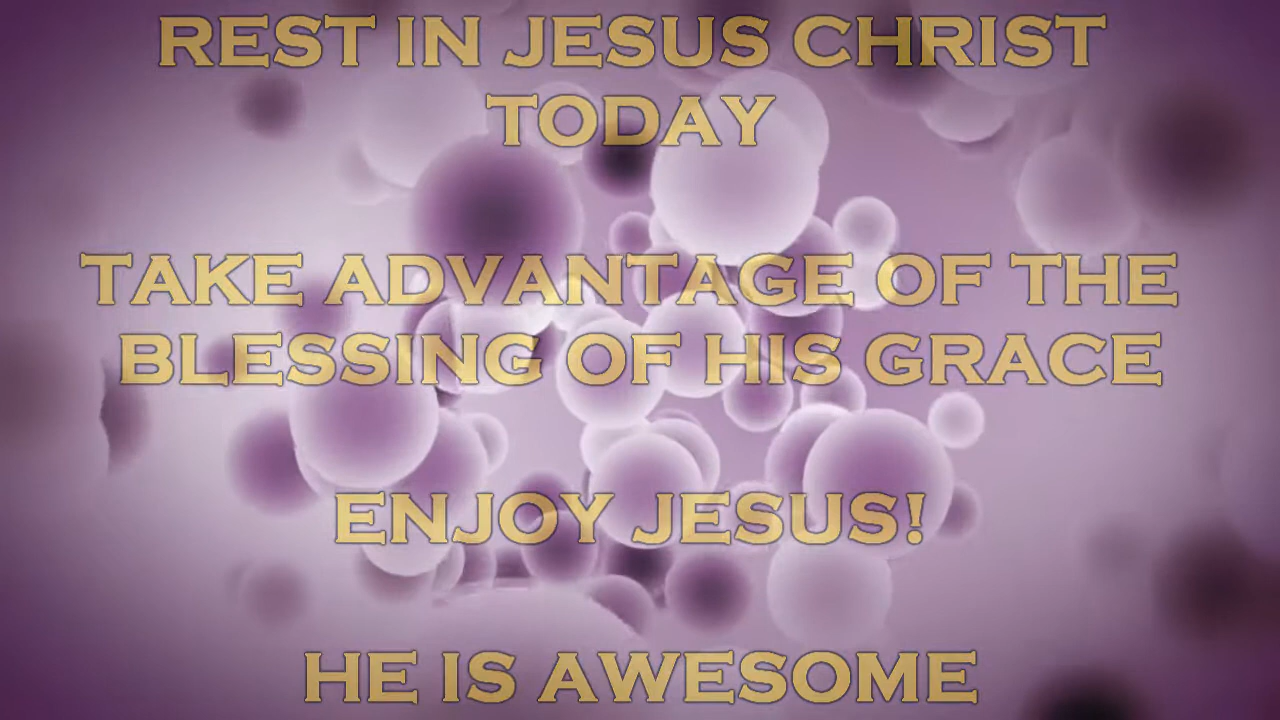 REST IN JESUS CHRIST
TODAY
TAKE ADVANTAGE OF THE
BLESSING OF HIS GRACE
ENJOY JESUS!
HE IS AWESOME